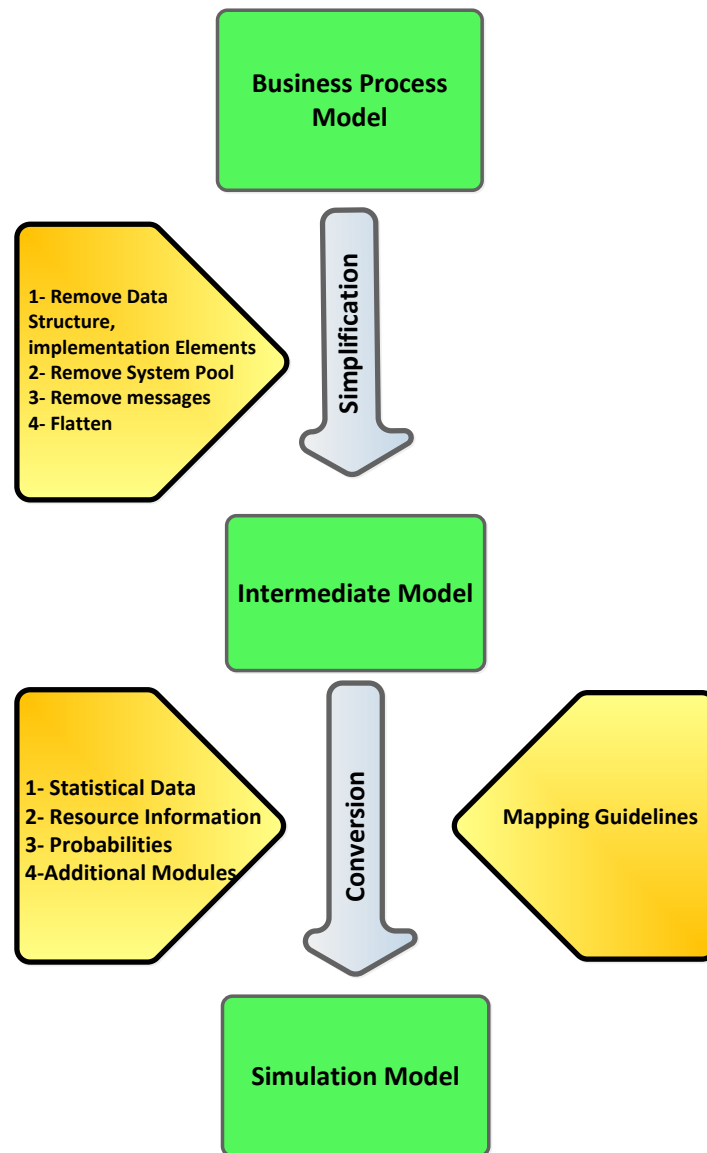 Business Process
Model
Simplification
1- Remove Data
Structure,
implementation Elements
2- Remove System Pool
3- Remove messages
4- Flatten
Intermediate Model
1- Statistical Data
2- Resource Information
3- Probabilities
4-Additional Modules
Conversion
Mapping Guidelines
Simulation Model